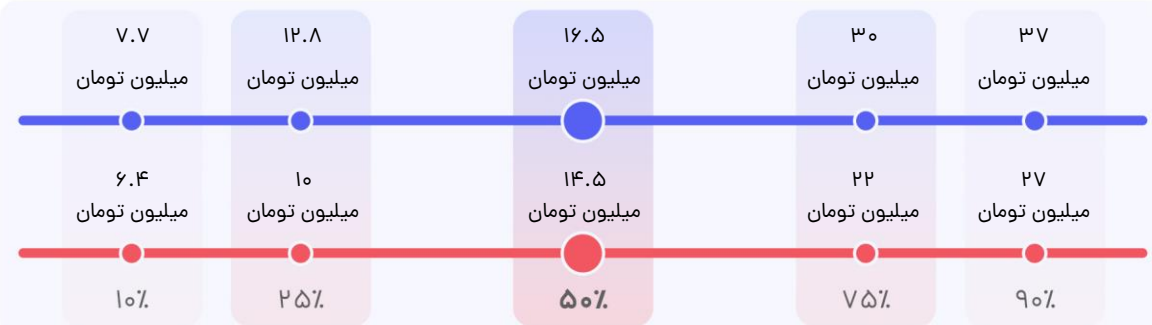 ۷.۷ ۱۲.۸ ۱۶.۵ ۳۰ ۳۷
میلیون تومان میلیون تومان میلیون تومان میلیون تومان میلیون تومان
۶.۴ ۱۰ ۱۴.۵ ۲۲ ۲۷
میلیون تومان میلیون تومان میلیون تومان میلیون تومان میلیون تومان
۱۰٪ ۲۵٪ ۵۰٪ ۷۵٪ ۹۰٪